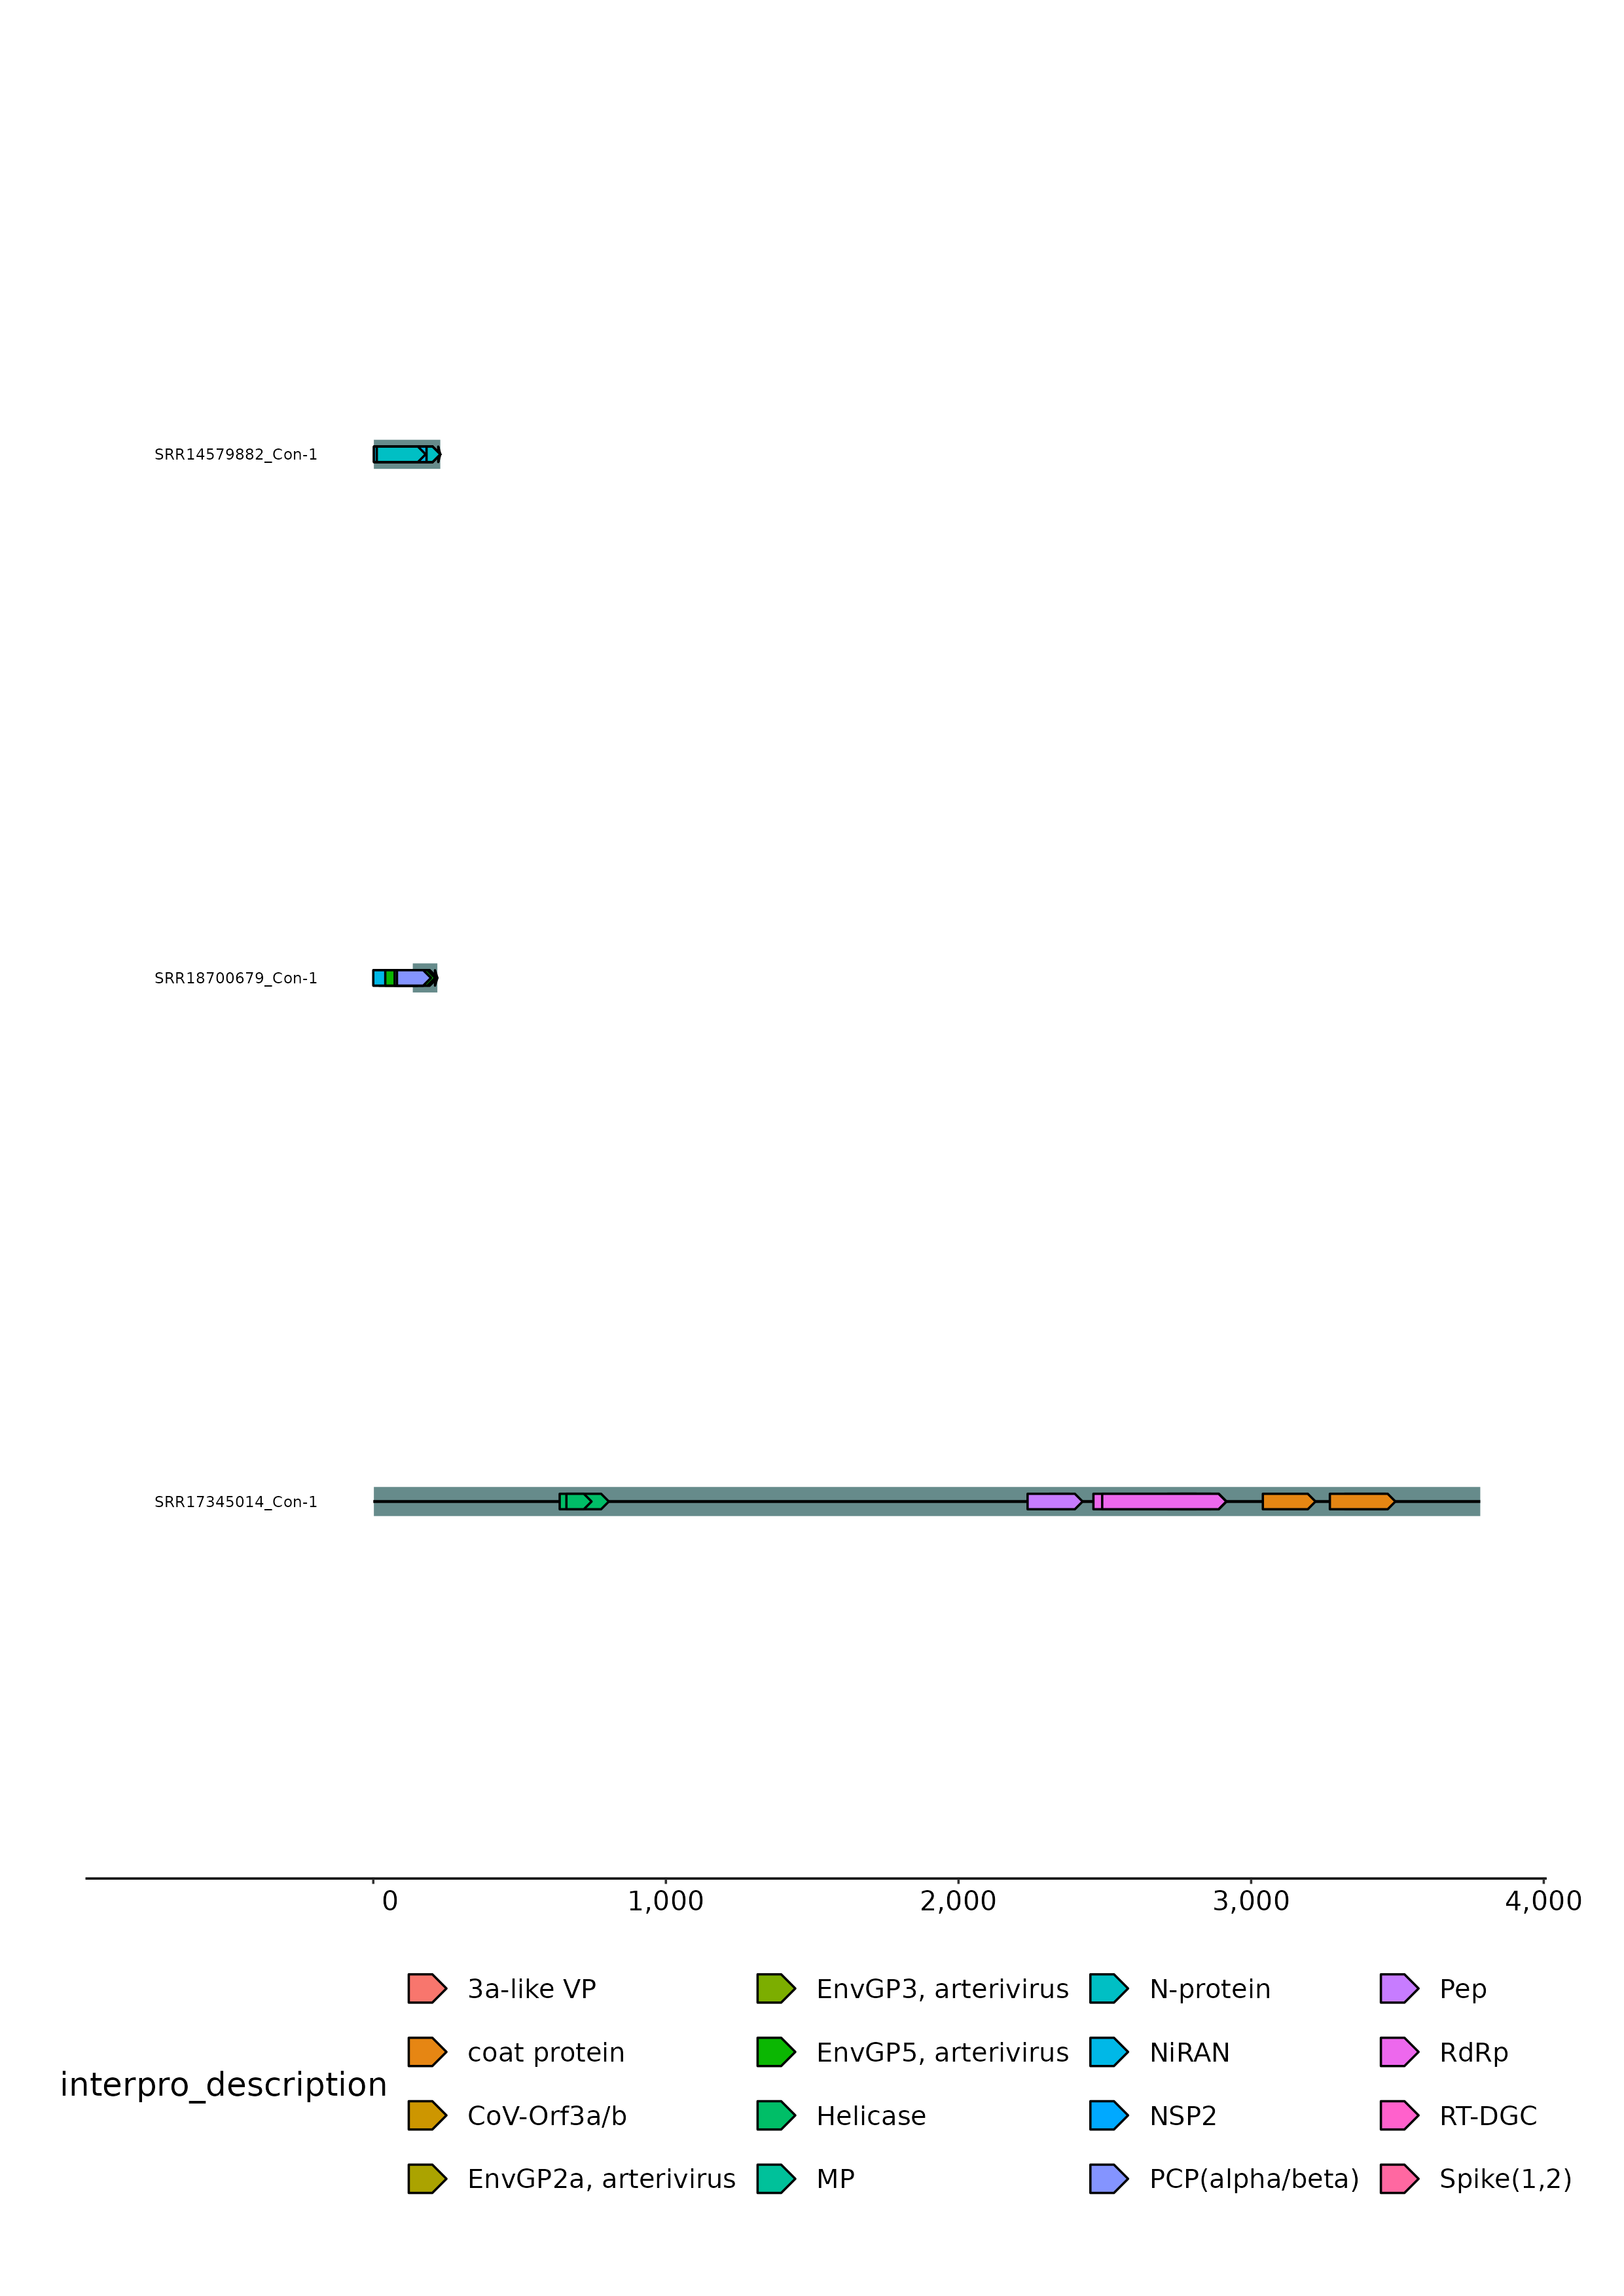 SRR14579882_Con-1
SRR18700679_Con-1
SRR17345014_Con-1
0 1,000 2,000 3,000 4,000
interpro_description
3a-like VP
coat protein
CoV-Orf3a/b
EnvGP2a, arterivirus
EnvGP3, arterivirus
EnvGP5, arterivirus
Helicase
MP
N-protein
NiRAN
NSP2
PCP(alpha/beta)
Pep
RdRp
RT-DGC
Spike(1,2)